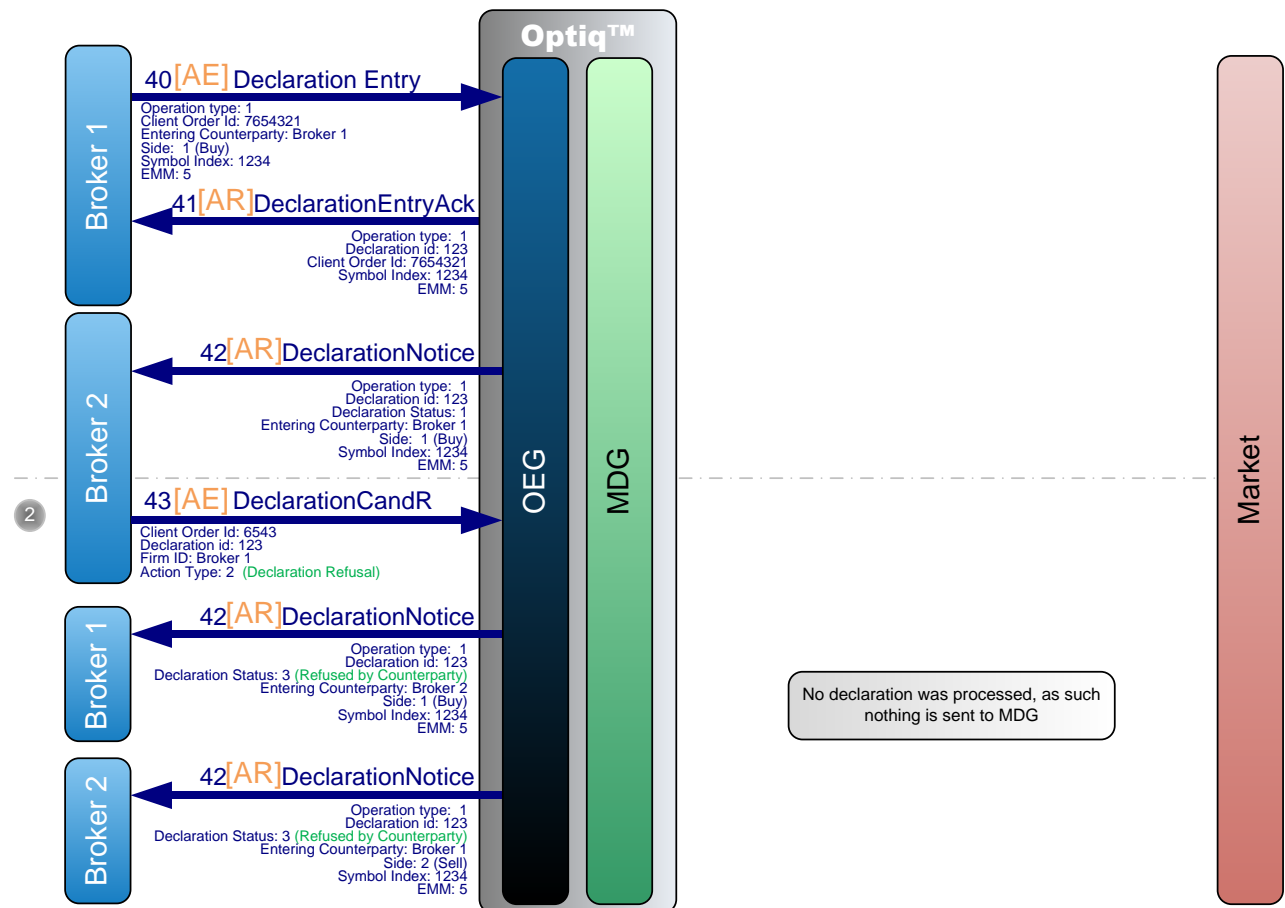 Optiq™
Broker 1
40[AE] Declaration Entry
Operation type: 1
Client Order Id: 7654321
Entering Counterparty: Broker 1
Side: 1 (Buy)
Symbol Index: 1234
EMM: 5
41[AR]DeclarationEntryAck
Operation type: 1
Declaration id: 123
Client Order Id: 7654321
Symbol Index: 1234
EMM: 5
Broker 2
42[AR]DeclarationNotice
Operation type: 1
Declaration id: 123
Declaration Status: 1
Entering Counterparty: Broker 1
Side: 1 (Buy)
Symbol Index: 1234
EMM: 5
OEG
MDG
Market
2
43[AE] DeclarationCandR
Client Order Id: 6543
Declaration id: 123
Firm ID: Broker 1
Action Type: 2 (Declaration Refusal)
Broker 1
42[AR]DeclarationNotice
Operation type: 1
Declaration id: 123
Declaration Status: 3 (Refused by Counterparty)
Entering Counterparty: Broker 2
Side: 1 (Buy)
Symbol Index: 1234
EMM: 5
No declaration was processed, as such
nothing is sent to MDG
Broker 2
42[AR]DeclarationNotice
Operation type: 1
Declaration id: 123
Declaration Status: 3 (Refused by Counterparty)
Entering Counterparty: Broker 1
Side: 2 (Sell)
Symbol Index: 1234
EMM: 5